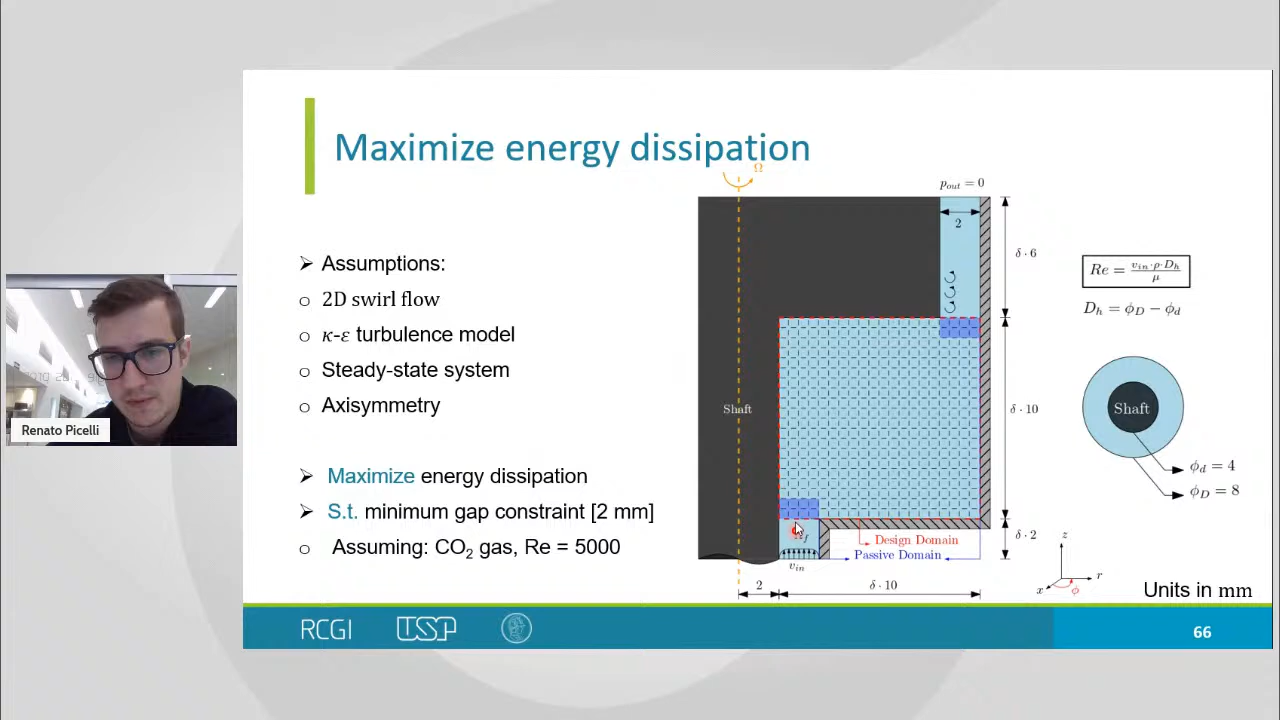 Maximize energy dissipation
➢ Assumptions:
o 2D swirl flow
o κ-ε turbulence model
o Steady-state system
o Axisymmetry
➢ Maximize energy dissipation
➢ S.t. minimum gap constraint [2 mm]
o Assuming: CO₂ gas, Re = 5000
Ω
p_out = 0
2
δ · 6
Shaft
δ · 10
Design Domain
Passive Domain
δ · 2
v_in
2
δ · 10
Re = v_in·ρ·D_h / μ
D_h = ϕ_D − ϕ_d
Shaft
ϕ_d = 4
ϕ_D = 8
z
r
x
ϕ
Units in mm
Renato Picelli
RCGI USP
66